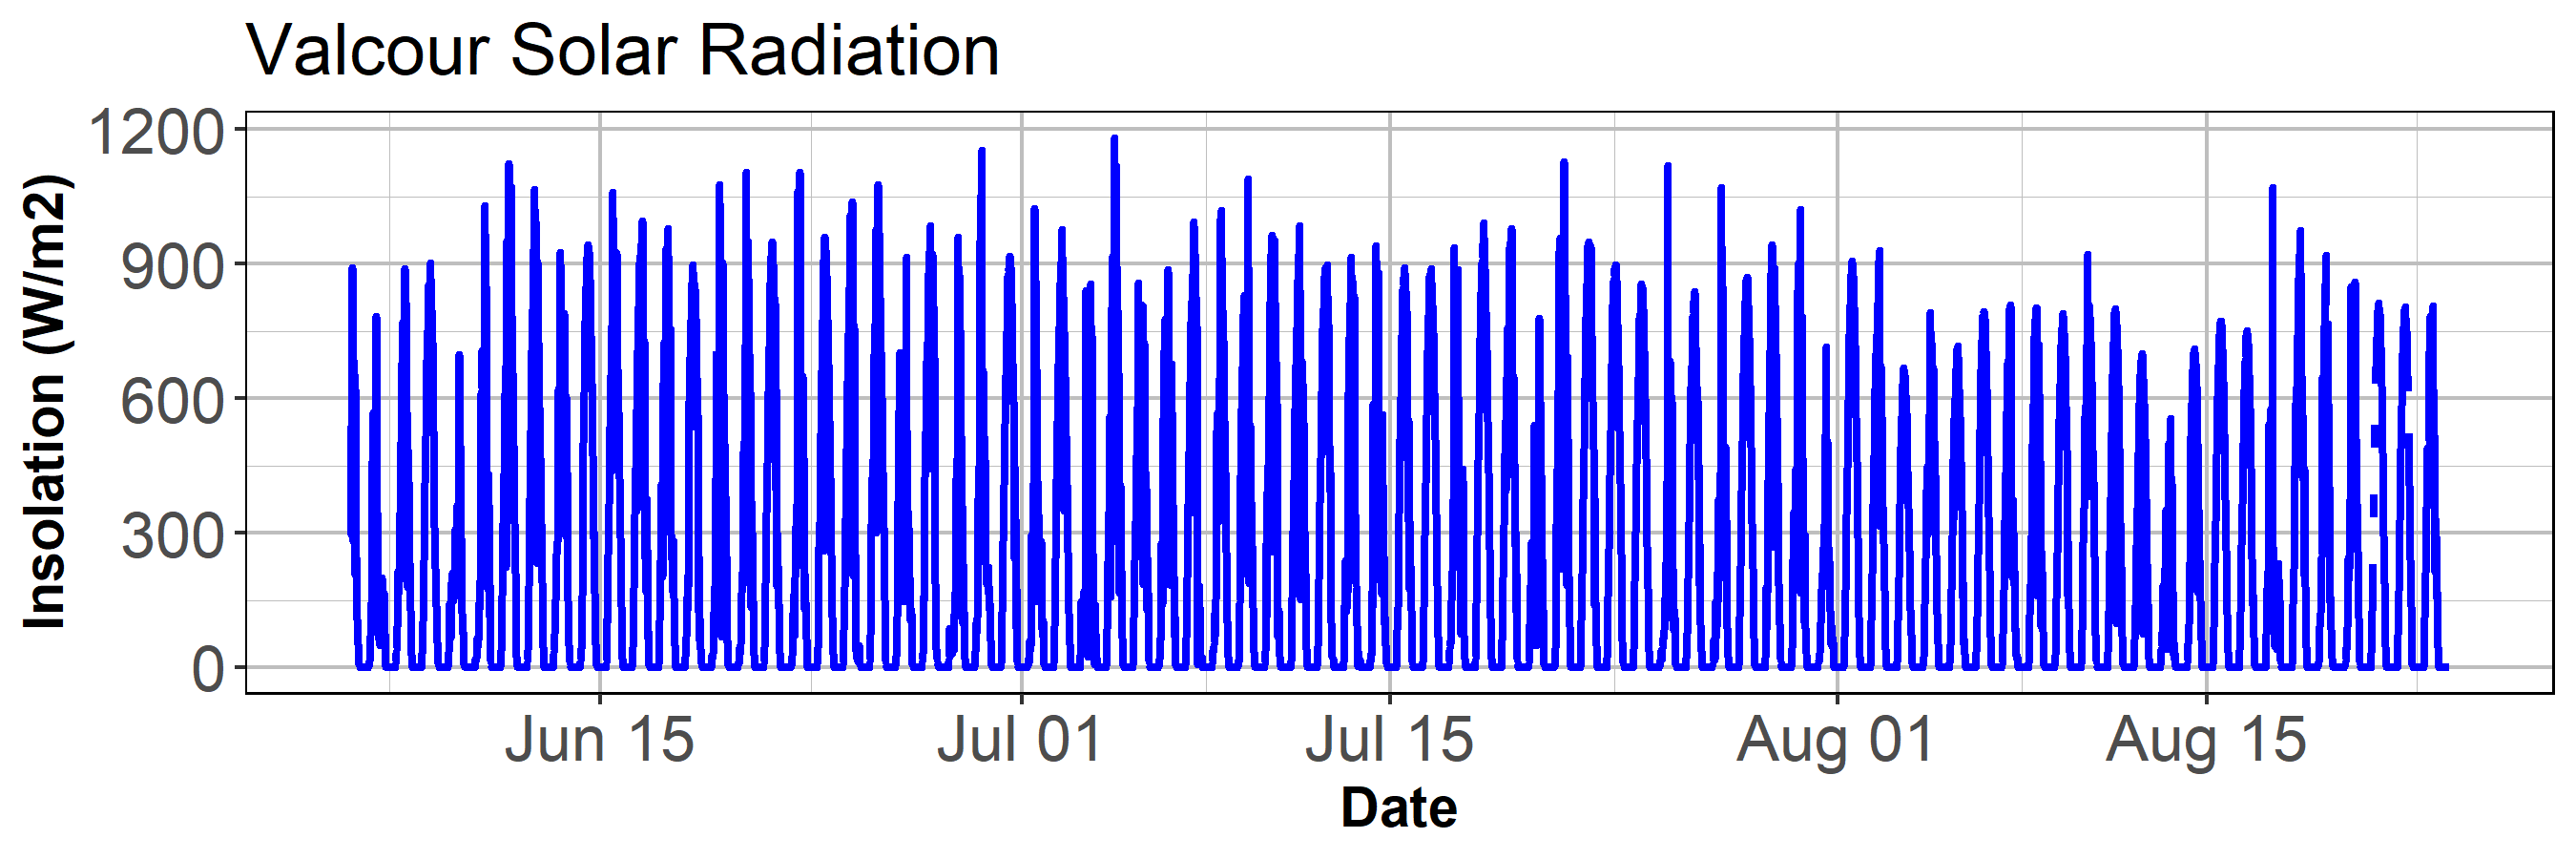 Valcour Solar Radiation
Insolation (W/m2)
1200
900
600
300
0
Jun 15 Jul 01 Jul 15 Aug 01 Aug 15
Date